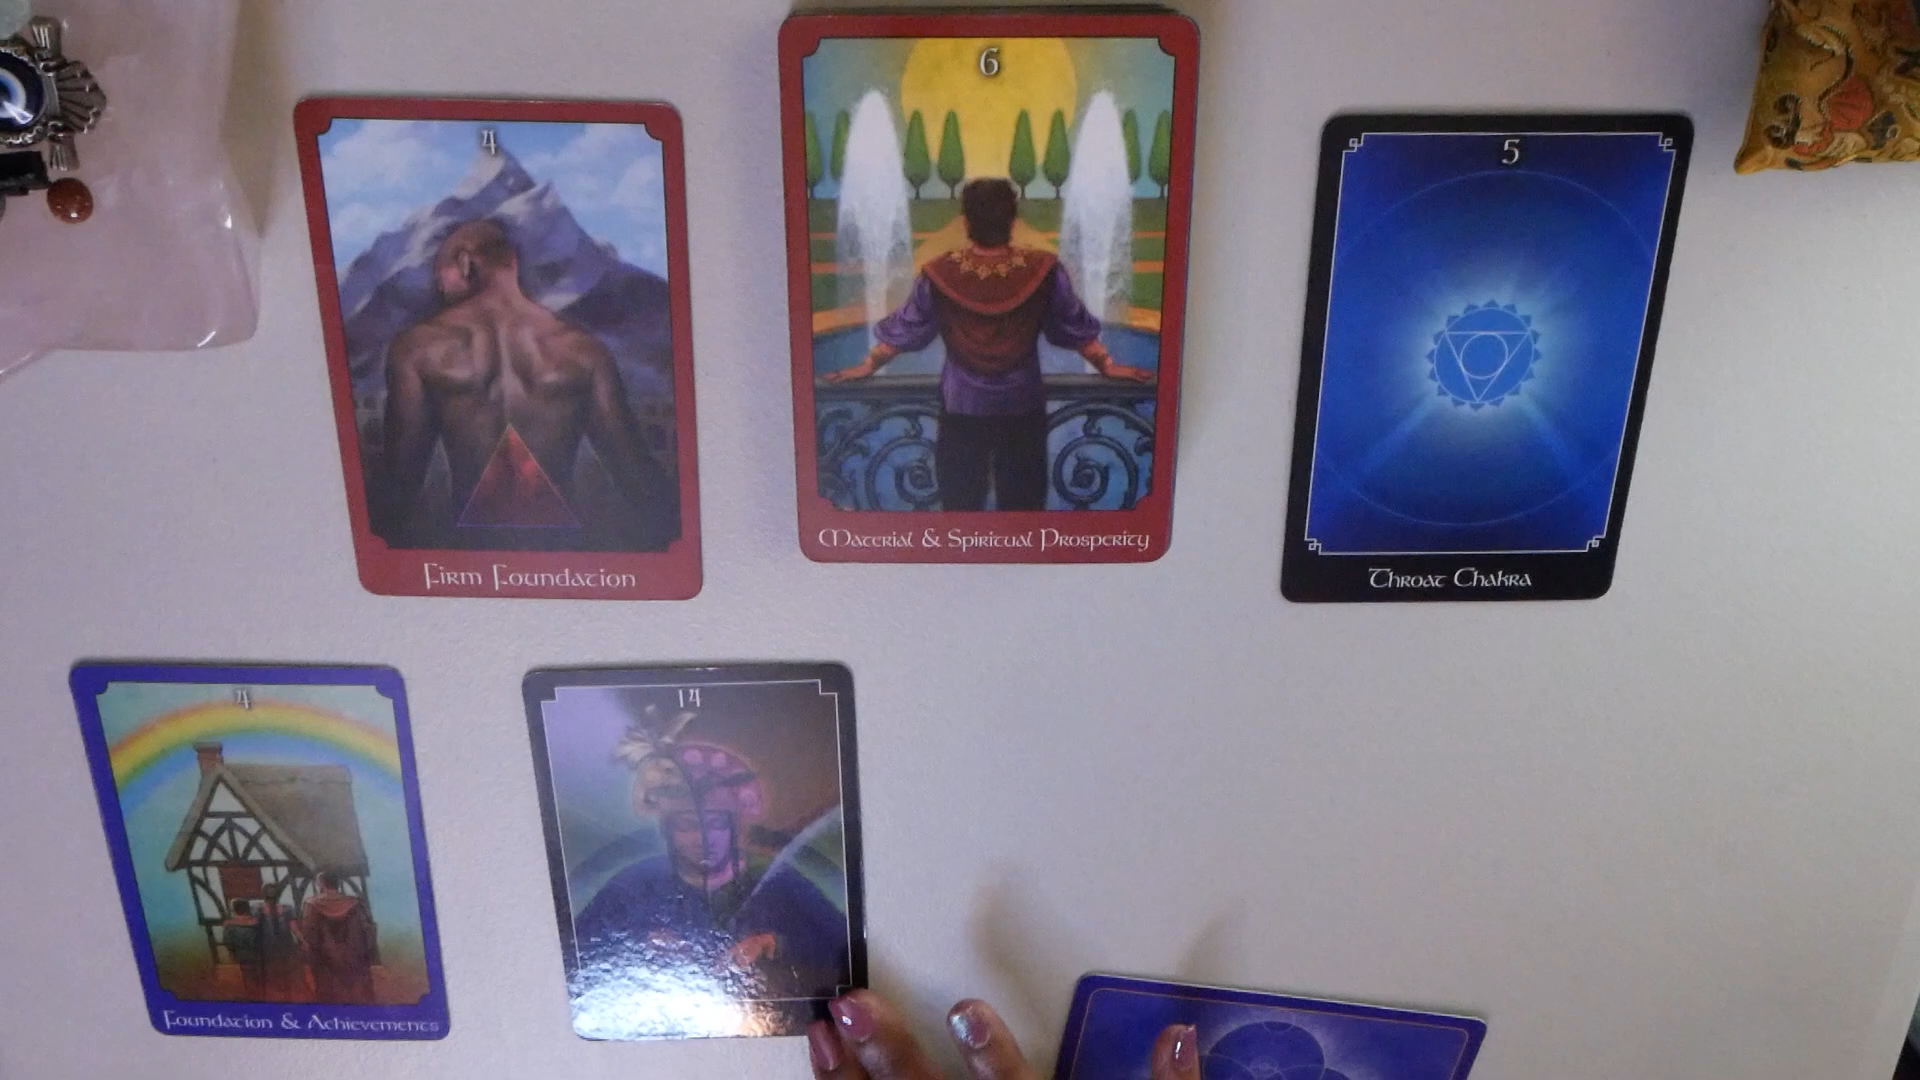 4
Firm Foundation
6
Material & Spiritual Prosperity
5
Throat Chakra
4
Foundation & Achievements
14